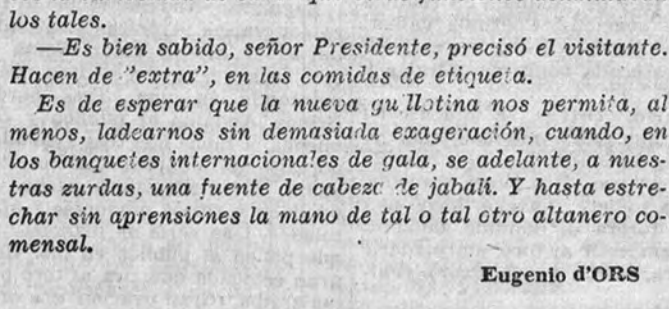 los tales.
—Es bien sabido, señor Presidente, precisó el visitante.
Hacen de "extra", en las comidas de etiqueta.
Es de esperar que la nueva guillotina nos permita, al
menos, ladearnos sin demasiada exageración, cuando, en
los banquetes internacionales de gala, se adelante, a nues-
tras zurdas, una fuente de cabeza de jabalí. Y hasta estre-
char sin aprensiones la mano de tal o tal otro altanero co-
mensal.
Eugenio d'ORS